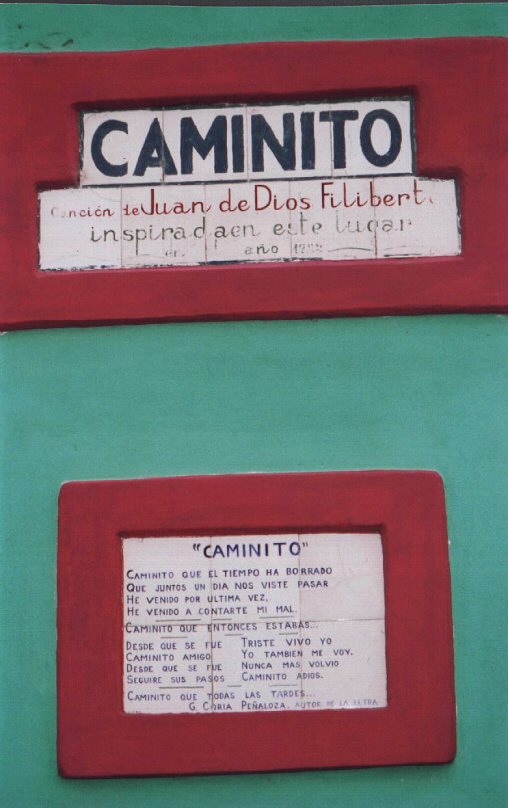 CAMINITO
Canción de Juan de Dios Filibert
inspirada en este lugar
en año
"CAMINITO"
CAMINITO QUE EL TIEMPO HA BORRADO
QUE JUNTOS UN DIA NOS VISTE PASAR
HE VENIDO POR ULTIMA VEZ,
HE VENIDO A CONTARTE MI MAL.
CAMINITO QUE ENTONCES ESTABAS...
DESDE QUE SE FUE TRISTE VIVO YO
CAMINITO AMIGO YO TAMBIEN ME VOY.
DESDE QUE SE FUE NUNCA MAS VOLVIO
SEGUIRE SUS PASOS CAMINITO ADIOS.
CAMINITO QUE TODAS LAS TARDES...
G. CORIA PEÑALOZA, AUTOR DE LA LETRA